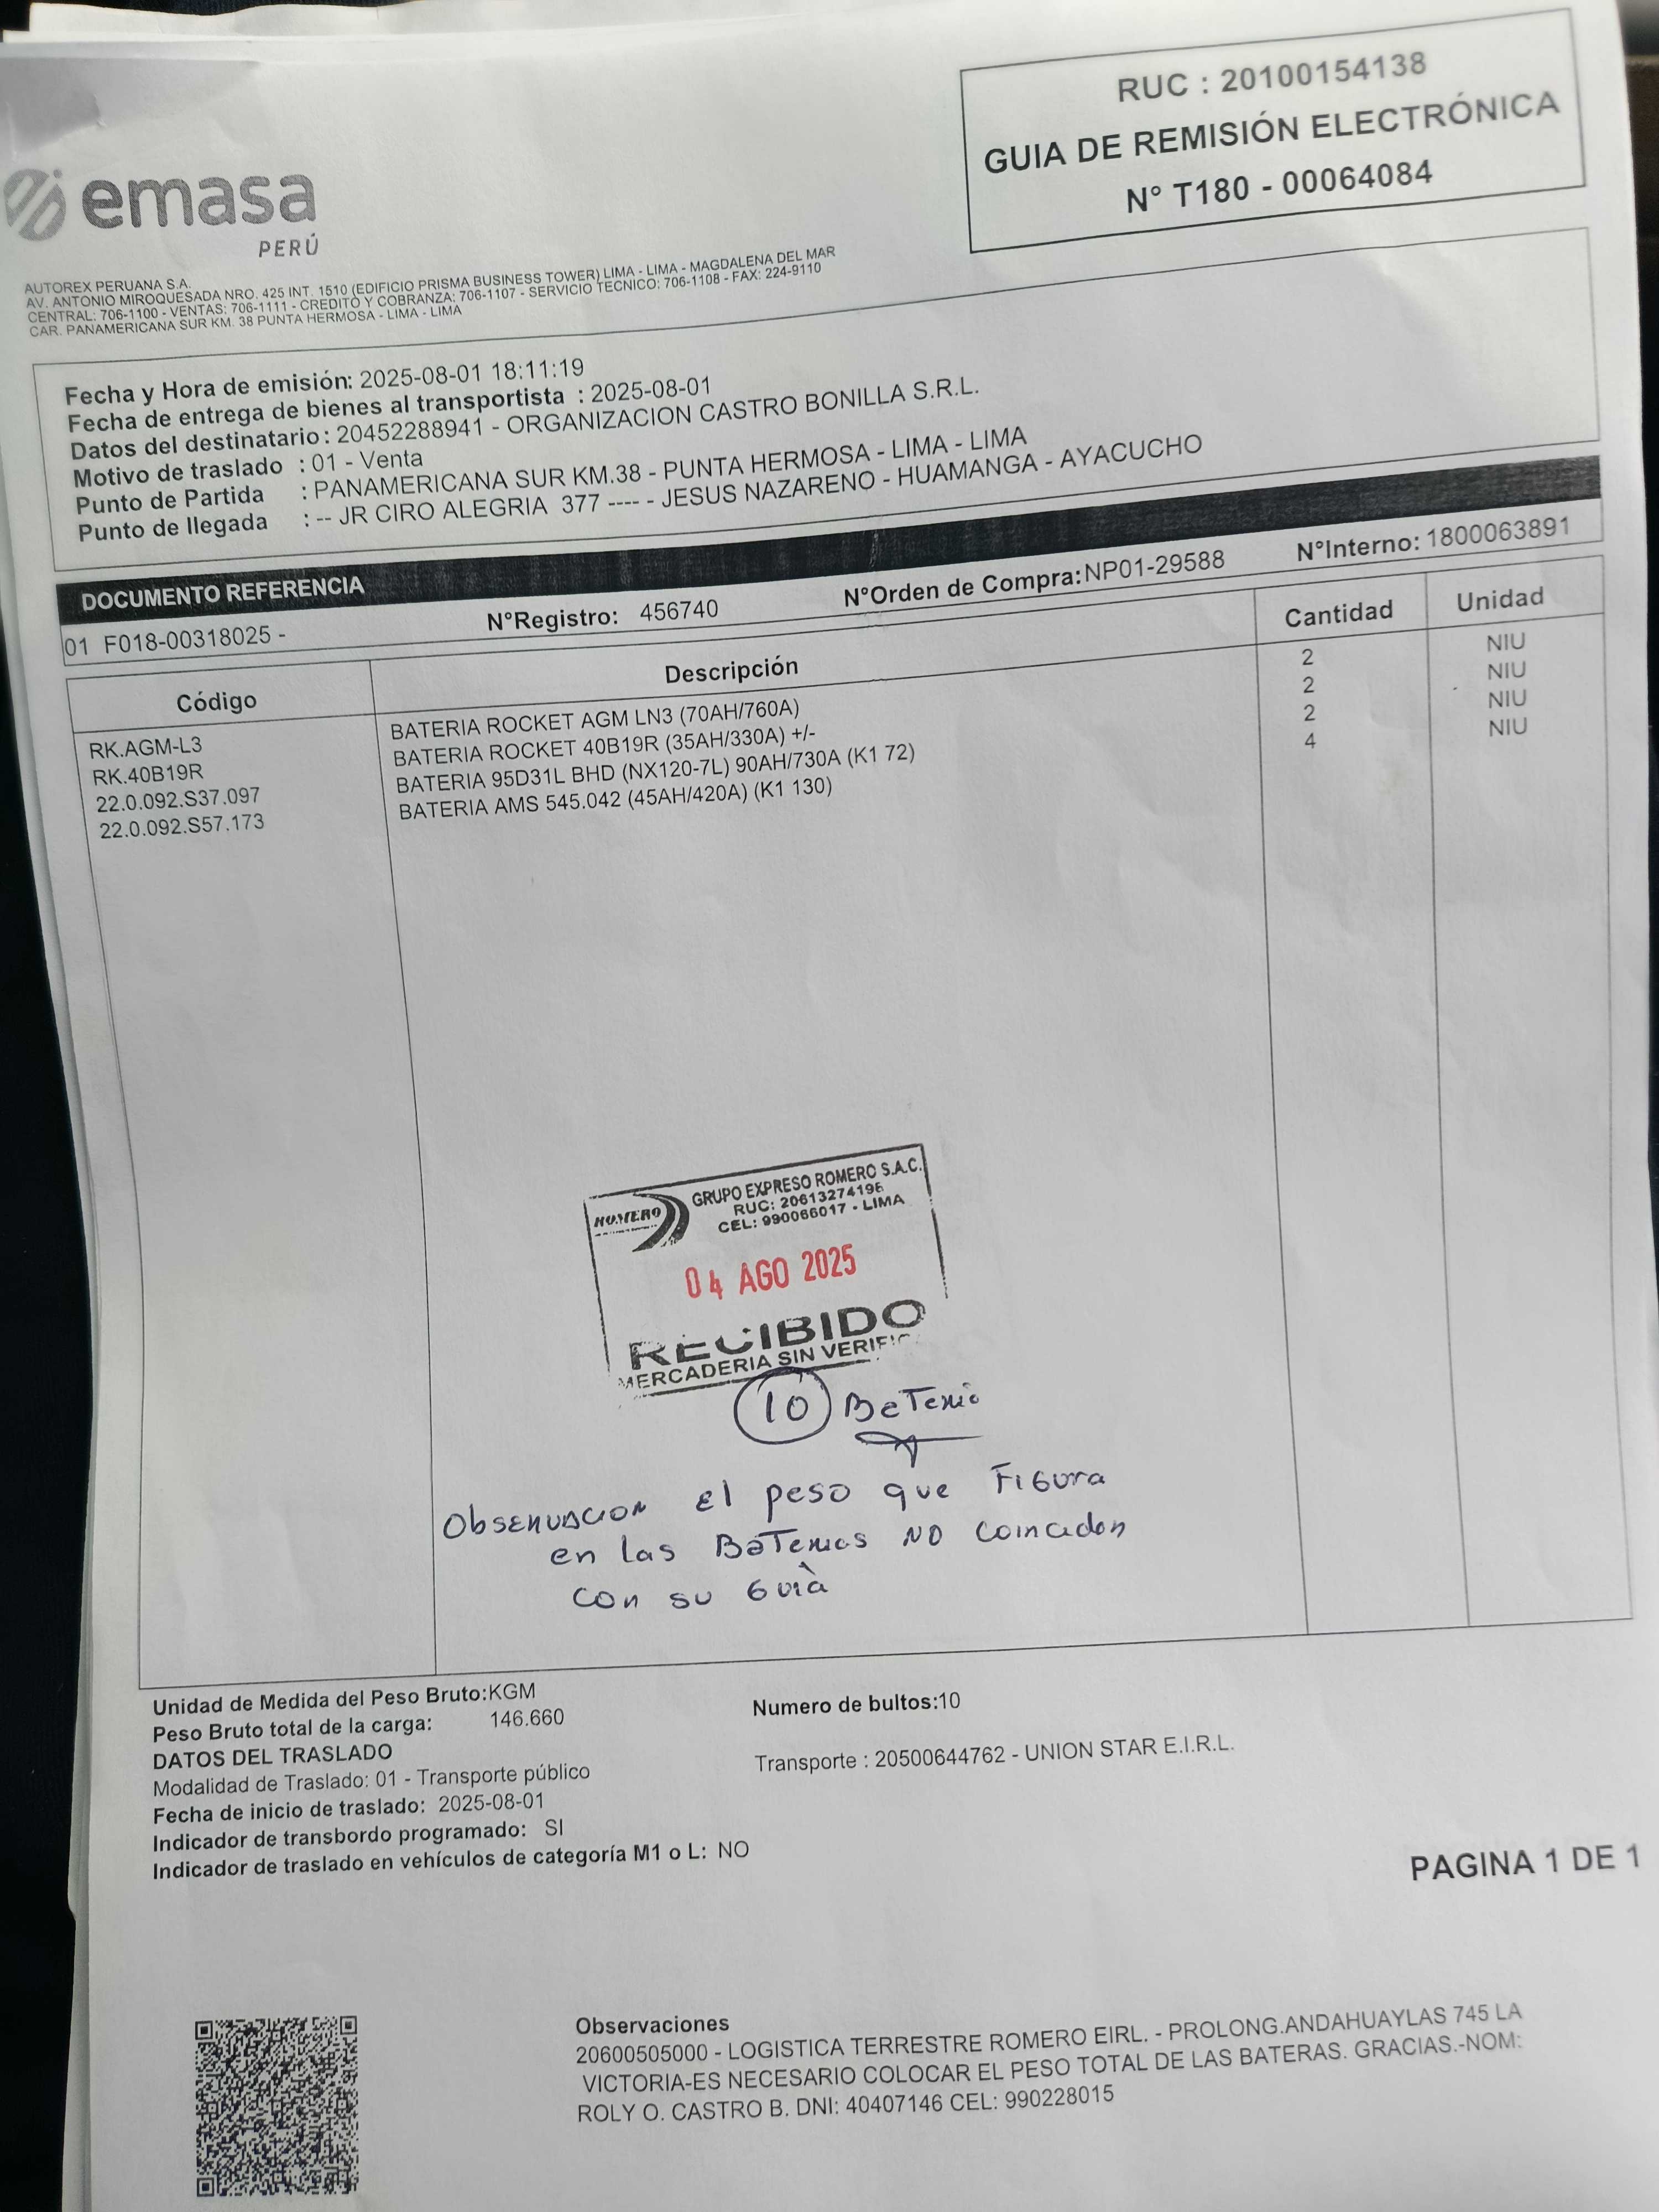 RUC : 20100154138
GUIA DE REMISIÓN ELECTRÓNICA
N° T180 - 00064084
emasa
PERÚ
AUTOREX PERUANA S.A.
AV. ANTONIO MIROQUESADA NRO. 425 INT. 1510 (EDIFICIO PRISMA BUSINESS TOWER) LIMA - LIMA - MAGDALENA DEL MAR
CENTRAL: 706-1100 - VENTAS: 706-1111 - CREDITO Y COBRANZA: 706-1107 - SERVICIO TECNICO: 706-1108 - FAX: 224-9110
CAR. PANAMERICANA SUR KM. 38 PUNTA HERMOSA - LIMA - LIMA
Fecha y Hora de emisión: 2025-08-01 18:11:19
Fecha de entrega de bienes al transportista : 2025-08-01
Datos del destinatario : 20452288941 - ORGANIZACION CASTRO BONILLA S.R.L.
Motivo de traslado : 01 - Venta
Punto de Partida : PANAMERICANA SUR KM.38 - PUNTA HERMOSA - LIMA - LIMA
Punto de llegada : -- JR CIRO ALEGRIA 377 ---- - JESUS NAZARENO - HUAMANGA - AYACUCHO
DOCUMENTO REFERENCIA
01 F018-00318025 - N°Registro: 456740 N°Orden de Compra: NP01-29588 N°Interno: 1800063891
Código Descripción Cantidad Unidad
RK.AGM-L3 BATERIA ROCKET AGM LN3 (70AH/760A) 2 NIU
RK.40B19R BATERIA ROCKET 40B19R (35AH/330A) +/- 2 NIU
22.0.092.S37.097 BATERIA 95D31L BHD (NX120-7L) 90AH/730A (K1 72) 2 NIU
22.0.092.S57.173 BATERIA AMS 545.042 (45AH/420A) (K1 130) 4 NIU
ROMERO
GRUPO EXPRESO ROMERO S.A.C.
RUC: 20613274196
CEL: 990066017 - LIMA
04 AGO 2025
RECIBIDO
MERCADERIA SIN VERIFIC
10 BaTeria
Observacion El peso que Figura
en las BaTerias NO coinciden
con su Guia
Unidad de Medida del Peso Bruto:KGM
Peso Bruto total de la carga: 146.660 Numero de bultos:10
DATOS DEL TRASLADO
Modalidad de Traslado: 01 - Transporte público Transporte : 20500644762 - UNION STAR E.I.R.L.
Fecha de inicio de traslado: 2025-08-01
Indicador de transbordo programado: SI
Indicador de traslado en vehículos de categoría M1 o L: NO
PAGINA 1 DE 1
Observaciones
20600505000 - LOGISTICA TERRESTRE ROMERO EIRL. - PROLONG.ANDAHUAYLAS 745 LA
VICTORIA-ES NECESARIO COLOCAR EL PESO TOTAL DE LAS BATERAS. GRACIAS.-NOM:
ROLY O. CASTRO B. DNI: 40407146 CEL: 990228015